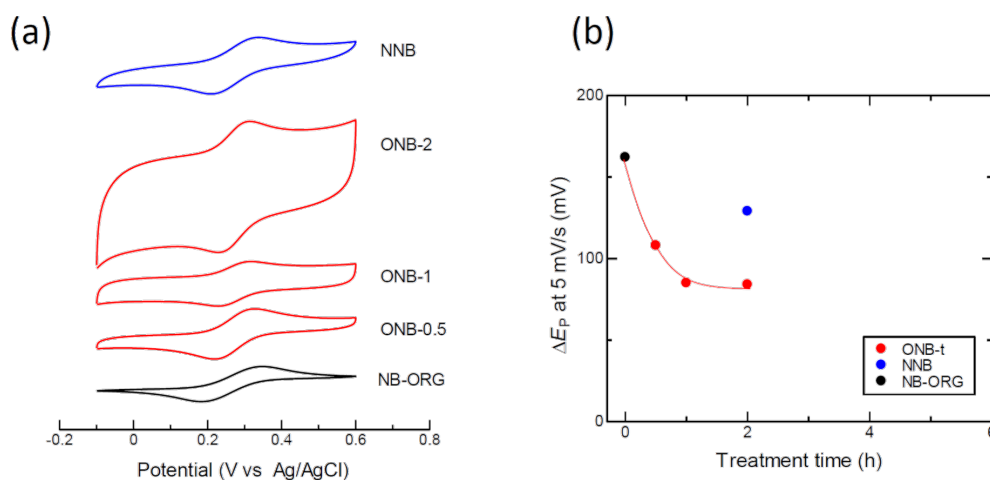 (a)
NNB
ONB-2
ONB-1
ONB-0.5
NB-ORG
-0.2 0 0.2 0.4 0.6 0.8
Potential (V vs Ag/AgCl)
(b)
200
100
0
ΔEP at 5 mV/s (mV)
ONB-t
NNB
NB-ORG
0 2 4 6
Treatment time (h)